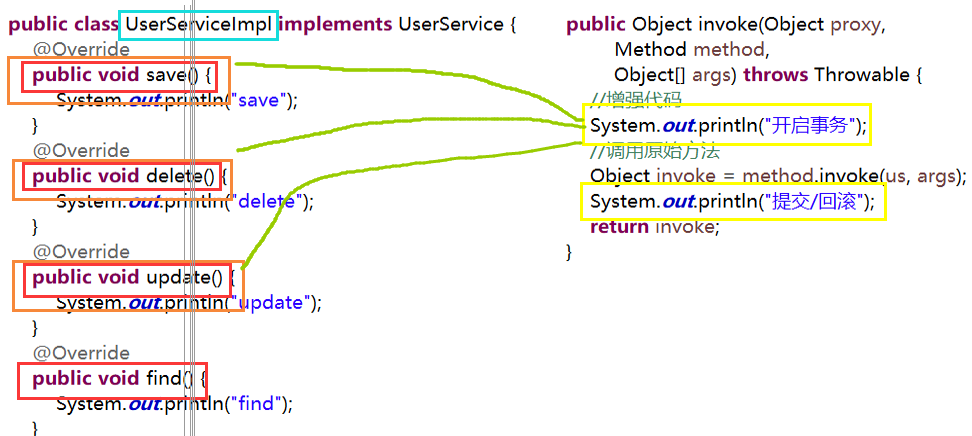 public class UserServiceImpl implements UserService {
@Override
public void save() {
System.out.println("save");
}
@Override
public void delete() {
System.out.println("delete");
}
@Override
public void update() {
System.out.println("update");
}
@Override
public void find() {
System.out.println("find");
}
public Object invoke(Object proxy,
Method method,
Object[] args) throws Throwable {
//增强代码
System.out.println("开启事务");
//调用原始方法
Object invoke = method.invoke(us, args);
System.out.println("提交/回滚");
return invoke;
}